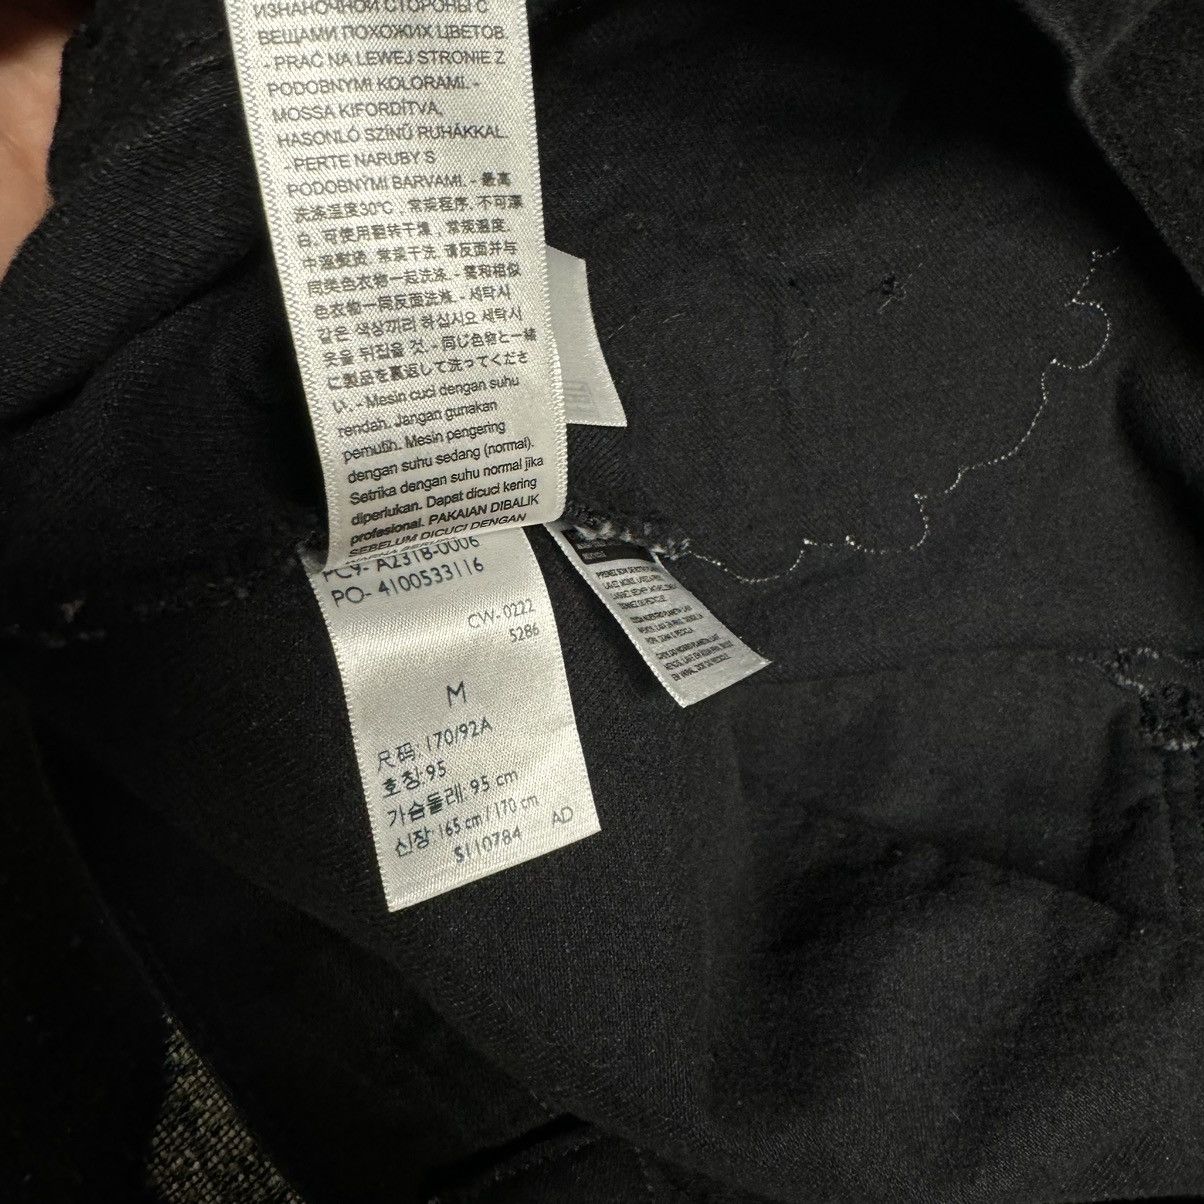 ИЗНАНОЧНОЙ СТОРОНЫ С
ВЕЩАМИ ПОХОЖИХ ЦВЕТОВ.
- PRAĆ NA LEWEJ STRONIE Z
PODOBNYMI KOLORAMI. -
MOSSA KIFORDÍTVA,
HASONLÓ SZÍNŰ RUHÁKKAL.
- PERTE NARUBY S
PODOBNÝMI BARVAMI. - 最高
洗涤温度30℃, 常规程序, 不可漂
白, 可使用翻转干燥, 常规温度,
中温熨烫, 常规干洗, 请反面并与
同类色衣物一起洗涤. - 需和相似
色衣物一同反面洗涤. - 세탁시
같은 색상끼리 하십시오 세탁시
옷을 뒤집을 것. - 同じ色物と一緒
に製品を裏返して洗ってくださ
い. - Mesin cuci dengan suhu
rendah. Jangan gunakan
pemutih. Mesin pengering
dengan suhu sedang (normal).
Setrika dengan suhu normal jika
diperlukan. Dapat dicuci kering
profesional. PAKAIAN DIBALIK
SEBELUM DICUCI DENGAN
PC9- A231B-0006
PO- 4100533116
CW- 0222
5286
M
尺码: 170/92A
호칭: 95
가슴둘레: 95 cm
신장: 165 cm / 170 cm
S110784 AD